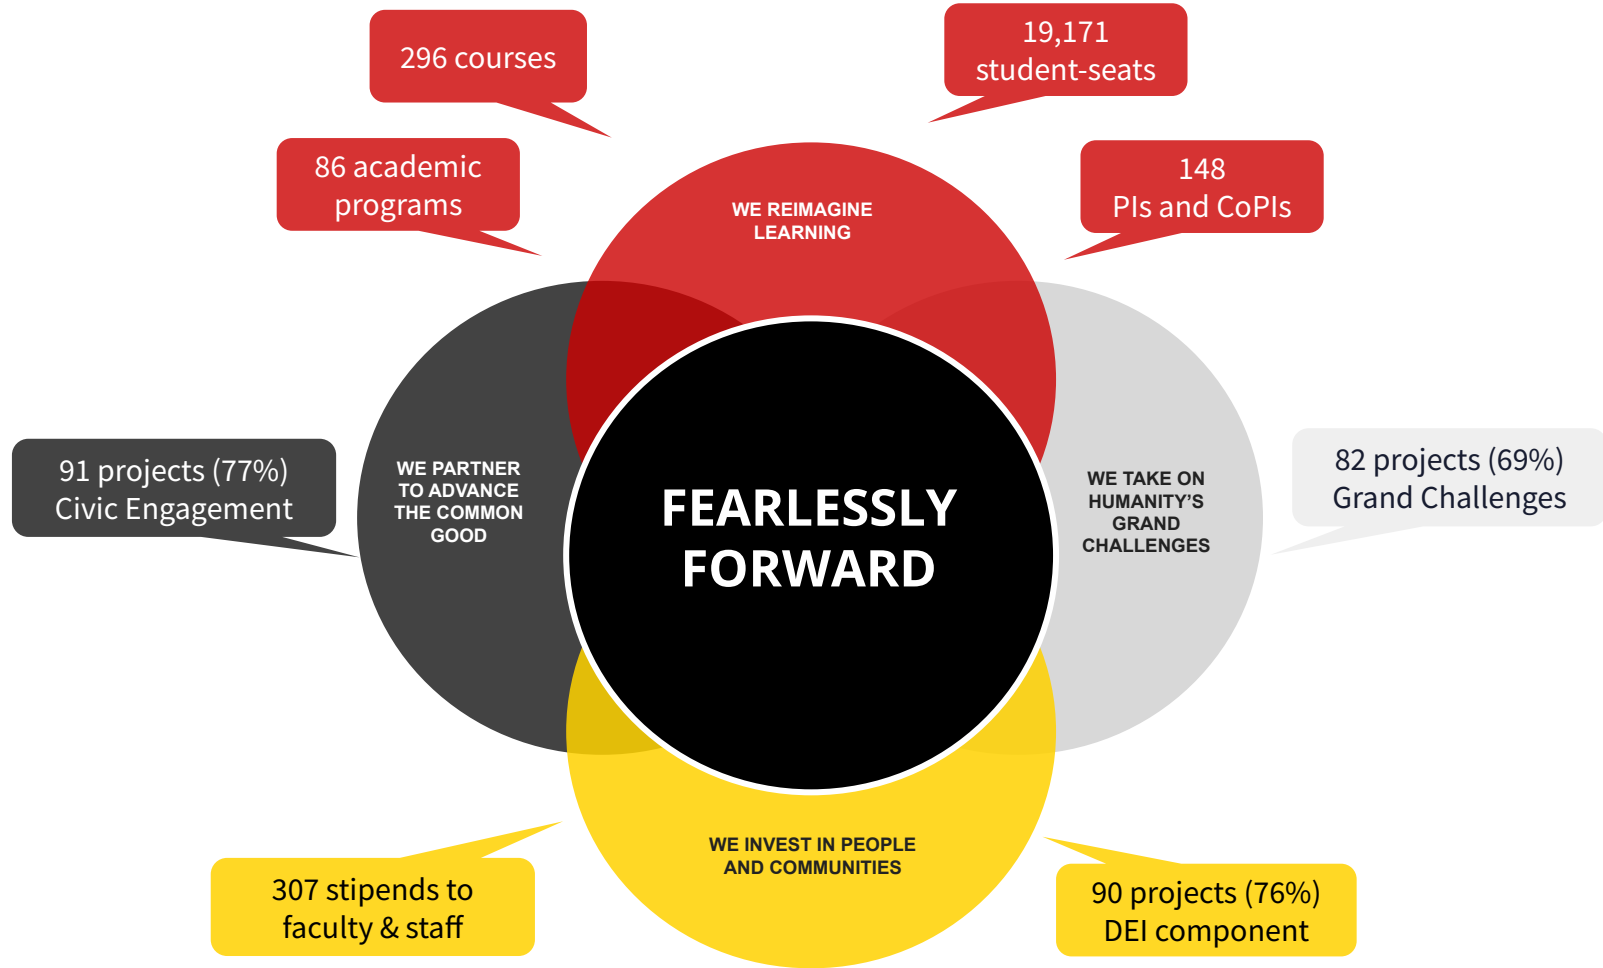 296 courses
19,171
student-seats
86 academic
programs
148
PIs and CoPIs
WE REIMAGINE
LEARNING
91 projects (77%)
Civic Engagement
WE PARTNER
TO ADVANCE
THE COMMON
GOOD
FEARLESSLY
FORWARD
WE TAKE ON
HUMANITY’S
GRAND
CHALLENGES
82 projects (69%)
Grand Challenges
WE INVEST IN PEOPLE
AND COMMUNITIES
307 stipends to
faculty & staff
90 projects (76%)
DEI component